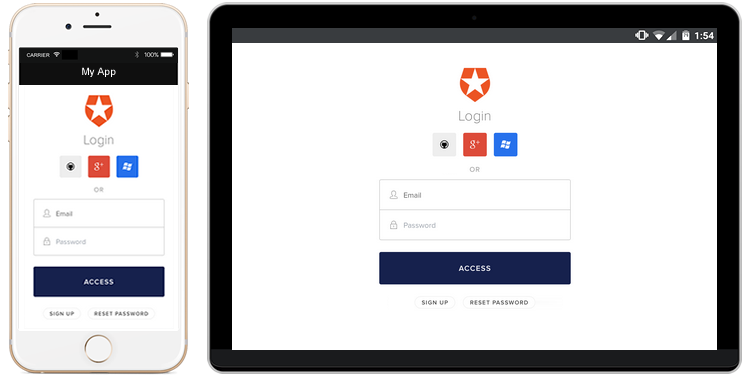 CARRIER 100%
My App
Login
g+
OR
Email
Password
ACCESS
SIGN UP RESET PASSWORD
1:54
Login
g+
OR
Email
Password
ACCESS
SIGN UP RESET PASSWORD